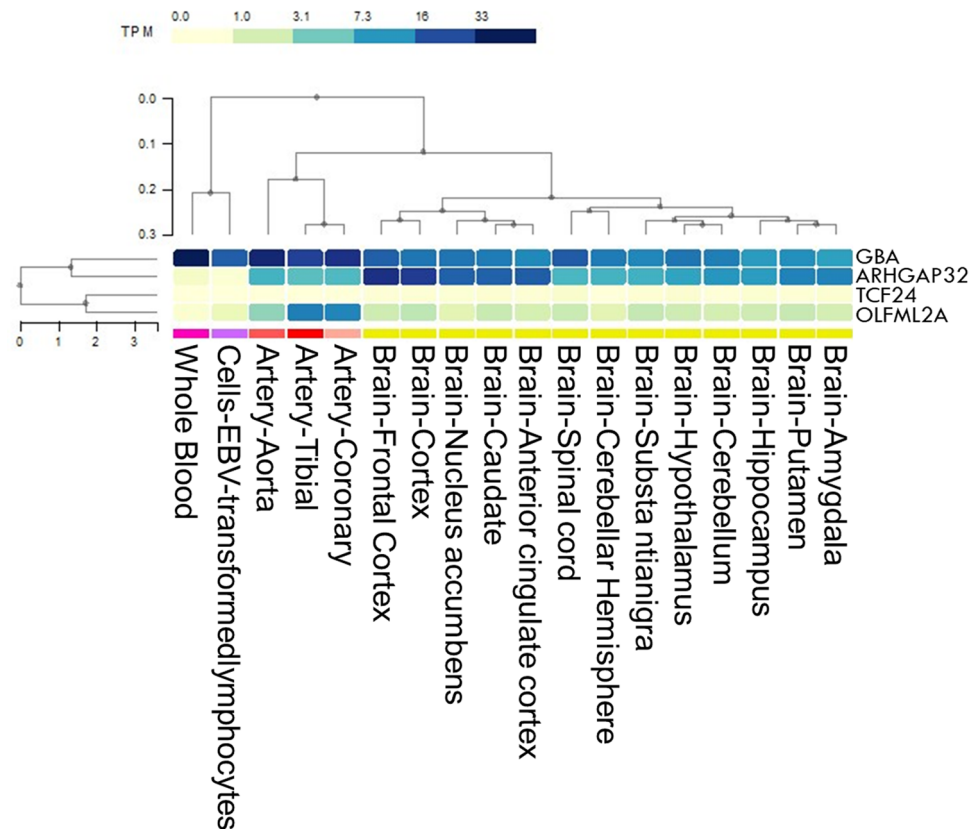 0.0 1.0 3.1 7.3 16 33
TPM
0.0
0.1
0.2
0.3
GBA
ARHGAP32
TCF24
OLFML2A
0 1 2 3
Whole Blood
Cells-EBV-transformedlymphocytes
Artery-Aorta
Artery-Tibial
Artery-Coronary
Brain-Frontal Cortex
Brain-Cortex
Brain-Nucleus accumbens
Brain-Caudate
Brain-Anterior cingulate cortex
Brain-Spinal cord
Brain-Cerebellar Hemisphere
Brain-Substa ntianigra
Brain-Hypothalamus
Brain-Cerebellum
Brain-Hippocampus
Brain-Putamen
Brain-Amygdala